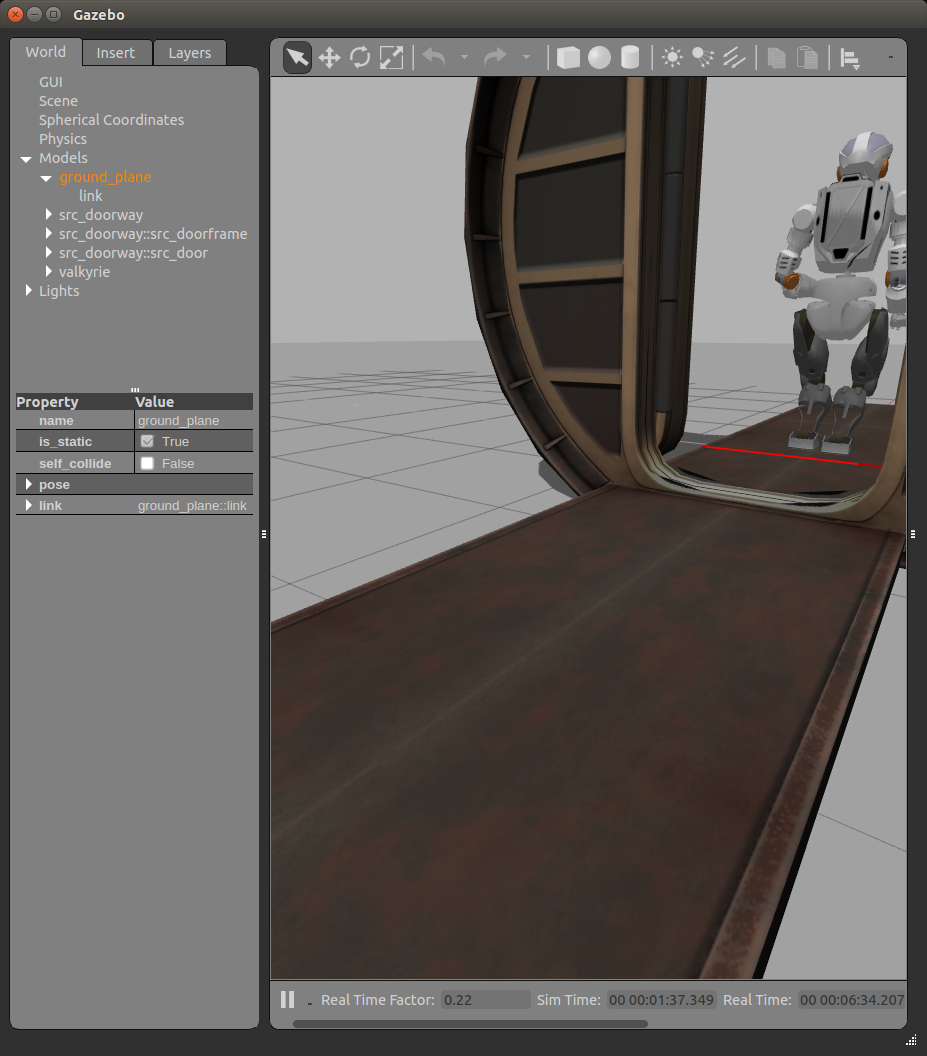 Gazebo
World Insert Layers
GUI
Scene
Spherical Coordinates
Physics
Models
ground_plane
link
src_doorway
src_doorway::src_doorframe
src_doorway::src_door
valkyrie
Lights
Property Value
name ground_plane
is_static True
self_collide False
pose
link ground_plane::link
Real Time Factor: 0.22 Sim Time: 00 00:01:37.349 Real Time: 00 00:06:34.207